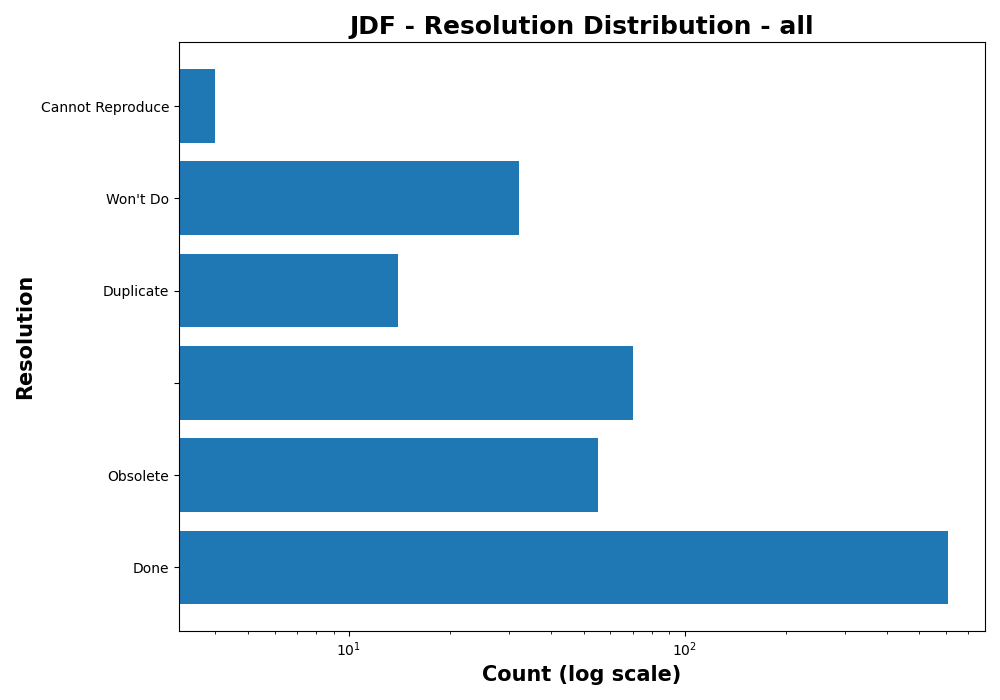 JDF - Resolution Distribution - all
Cannot Reproduce
Won't Do
Duplicate
Obsolete
Done
Resolution
10¹
10²
Count (log scale)